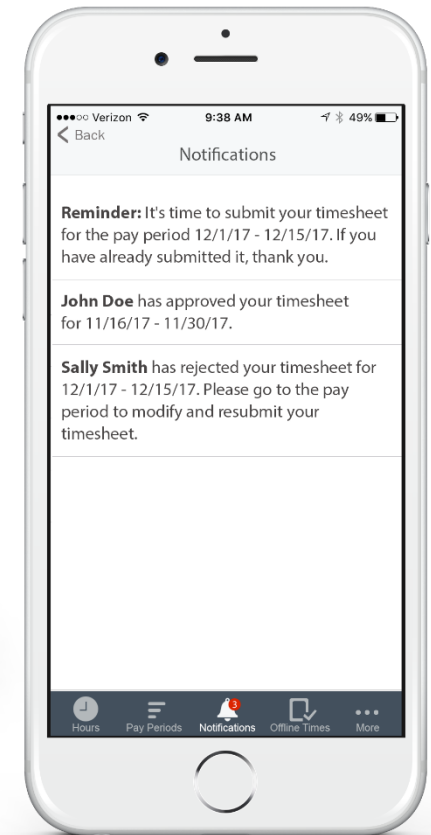 Verizon 9:38 AM 49%
Back
Notifications
Reminder: It's time to submit your timesheet
for the pay period 12/1/17 - 12/15/17. If you
have already submitted it, thank you.
John Doe has approved your timesheet
for 11/16/17 - 11/30/17.
Sally Smith has rejected your timesheet for
12/1/17 - 12/15/17. Please go to the pay
period to modify and resubmit your
timesheet.
3
Hours Pay Periods Notifications Offline Times More